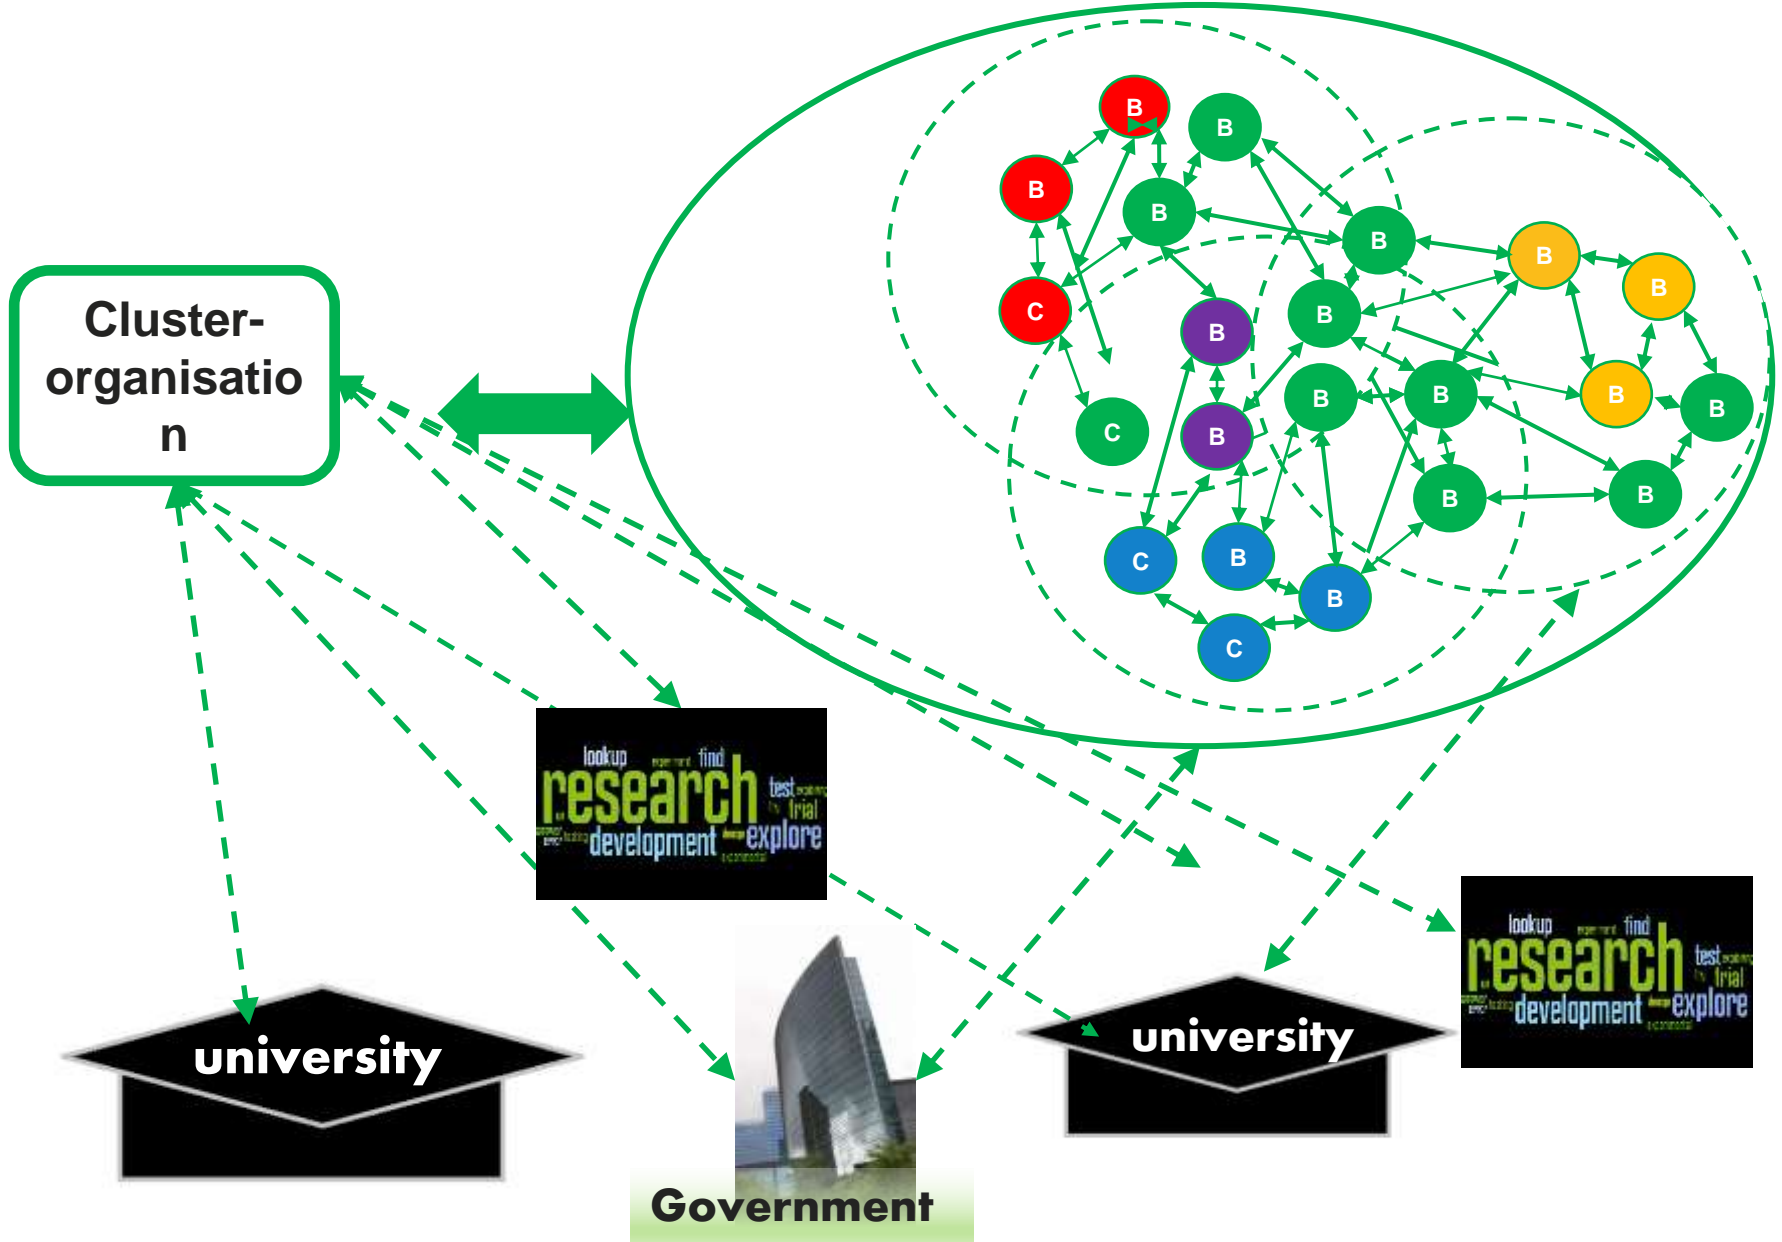 Cluster-
organisatio
n
B
B
B
B
B
B
B
C
B
B
B
B
B
B
B
B
C
B
B
B
C
B
B
C
lookup
find
research
test
trial
development
explore
lookup
find
research
test
trial
development
explore
university
university
Government